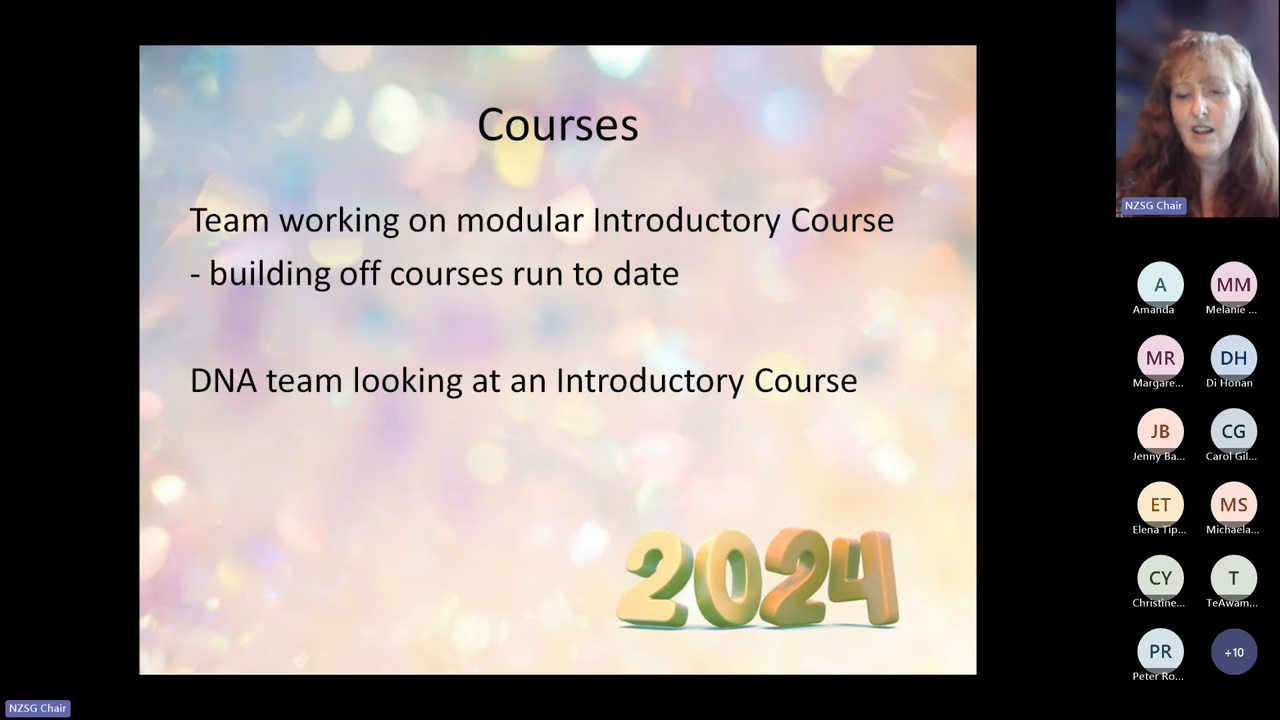 Courses
Team working on modular Introductory Course
- building off courses run to date
DNA team looking at an Introductory Course
2024
NZSG Chair
A
MM
Amanda
Melanie ...
MR
DH
Margare...
Di Honan
JB
CG
Jenny Ba...
Carol Gil...
ET
MS
Elena Tip...
Michaela...
CY
T
Christine...
TeAwam...
PR
+10
Peter Ro...
NZSG Chair